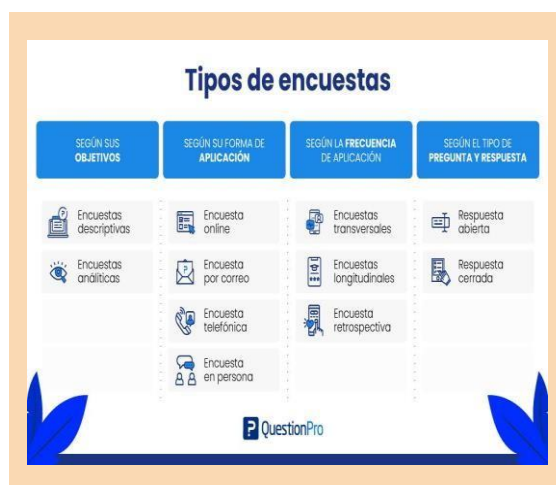 Tipos de encuestas
SEGÚN SUS
OBJETIVOS
Encuestas
descriptivas
Encuestas
análiticas
SEGÚN SU FORMA DE
APLICACIÓN
Encuesta
online
Encuesta
por correo
Encuesta
telefónica
Encuesta
en persona
SEGÚN LA FRECUENCIA
DE APLICACIÓN
Encuestas
transversales
Encuestas
longitudinales
Encuesta
retrospectiva
SEGÚN EL TIPO DE
PREGUNTA Y RESPUESTA
Respuesta
abierta
Respuesta
cerrada
QuestionPro